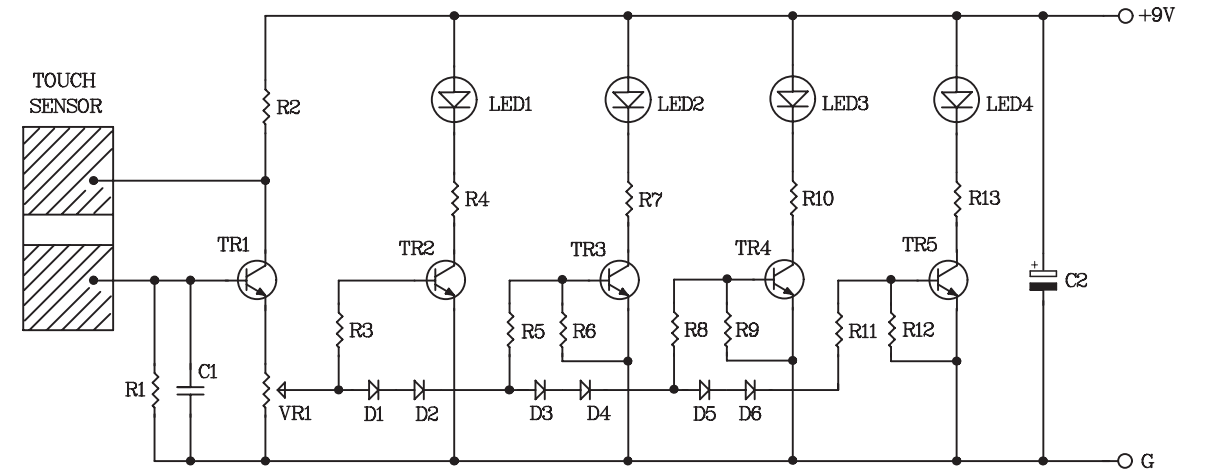 +9V
TOUCH
SENSOR
R2
LED1
LED2
LED3
LED4
R4
R7
R10
R13
TR1
TR2
TR3
TR4
TR5
+
C2
R3
R5
R6
R8
R9
R11
R12
R1
C1
VR1
D1
D2
D3
D4
D5
D6
G